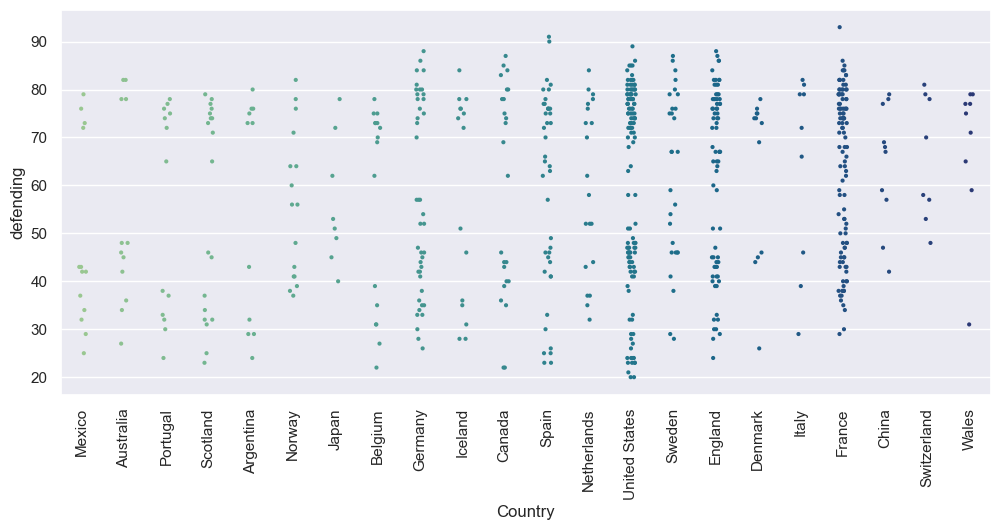 defending
90
80
70
60
50
40
30
20
Mexico
Australia
Portugal
Scotland
Argentina
Norway
Japan
Belgium
Germany
Iceland
Canada
Spain
Netherlands
United States
Sweden
England
Denmark
Italy
France
China
Switzerland
Wales
Country